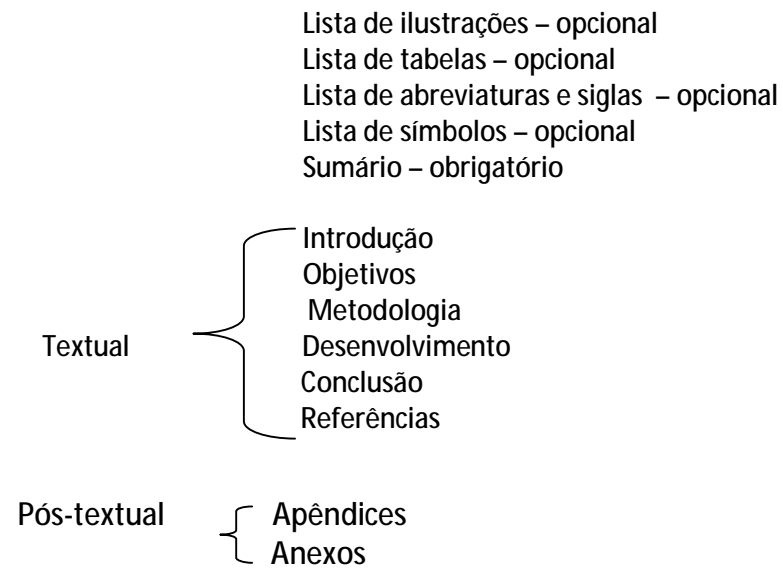 Lista de ilustrações – opcional
Lista de tabelas – opcional
Lista de abreviaturas e siglas – opcional
Lista de símbolos – opcional
Sumário – obrigatório
Introdução
Objetivos
Metodologia
Textual
Desenvolvimento
Conclusão
Referências
Pós-textual
Apêndices
Anexos